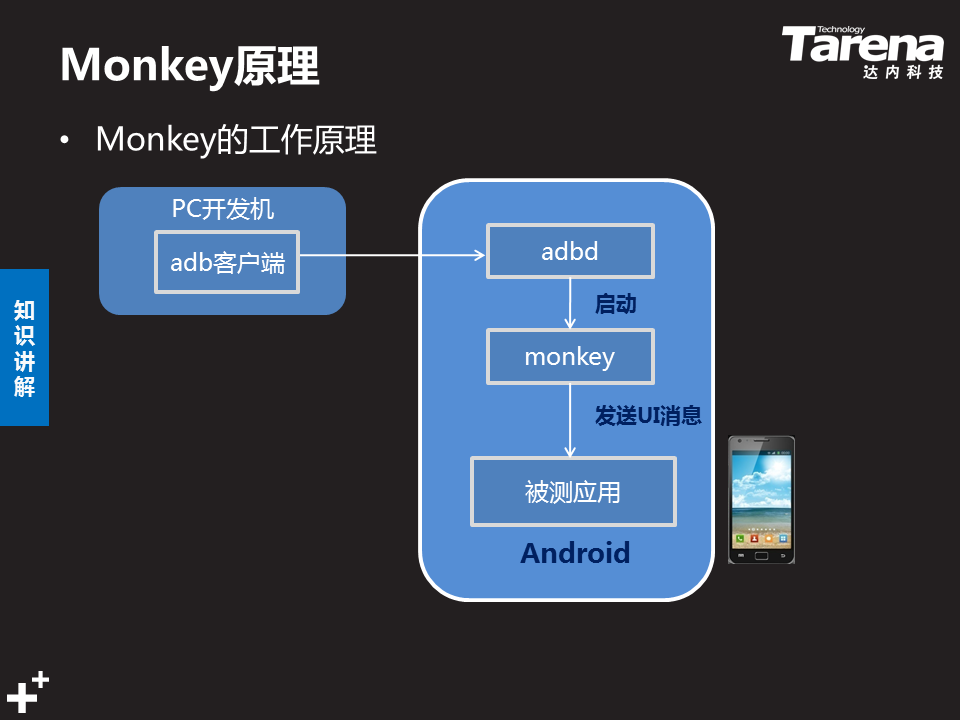 Monkey原理
Technology
Tarena
达内科技
• Monkey的工作原理
PC开发机
adb客户端
adbd
启动
monkey
发送UI消息
被测应用
Android
知识讲解